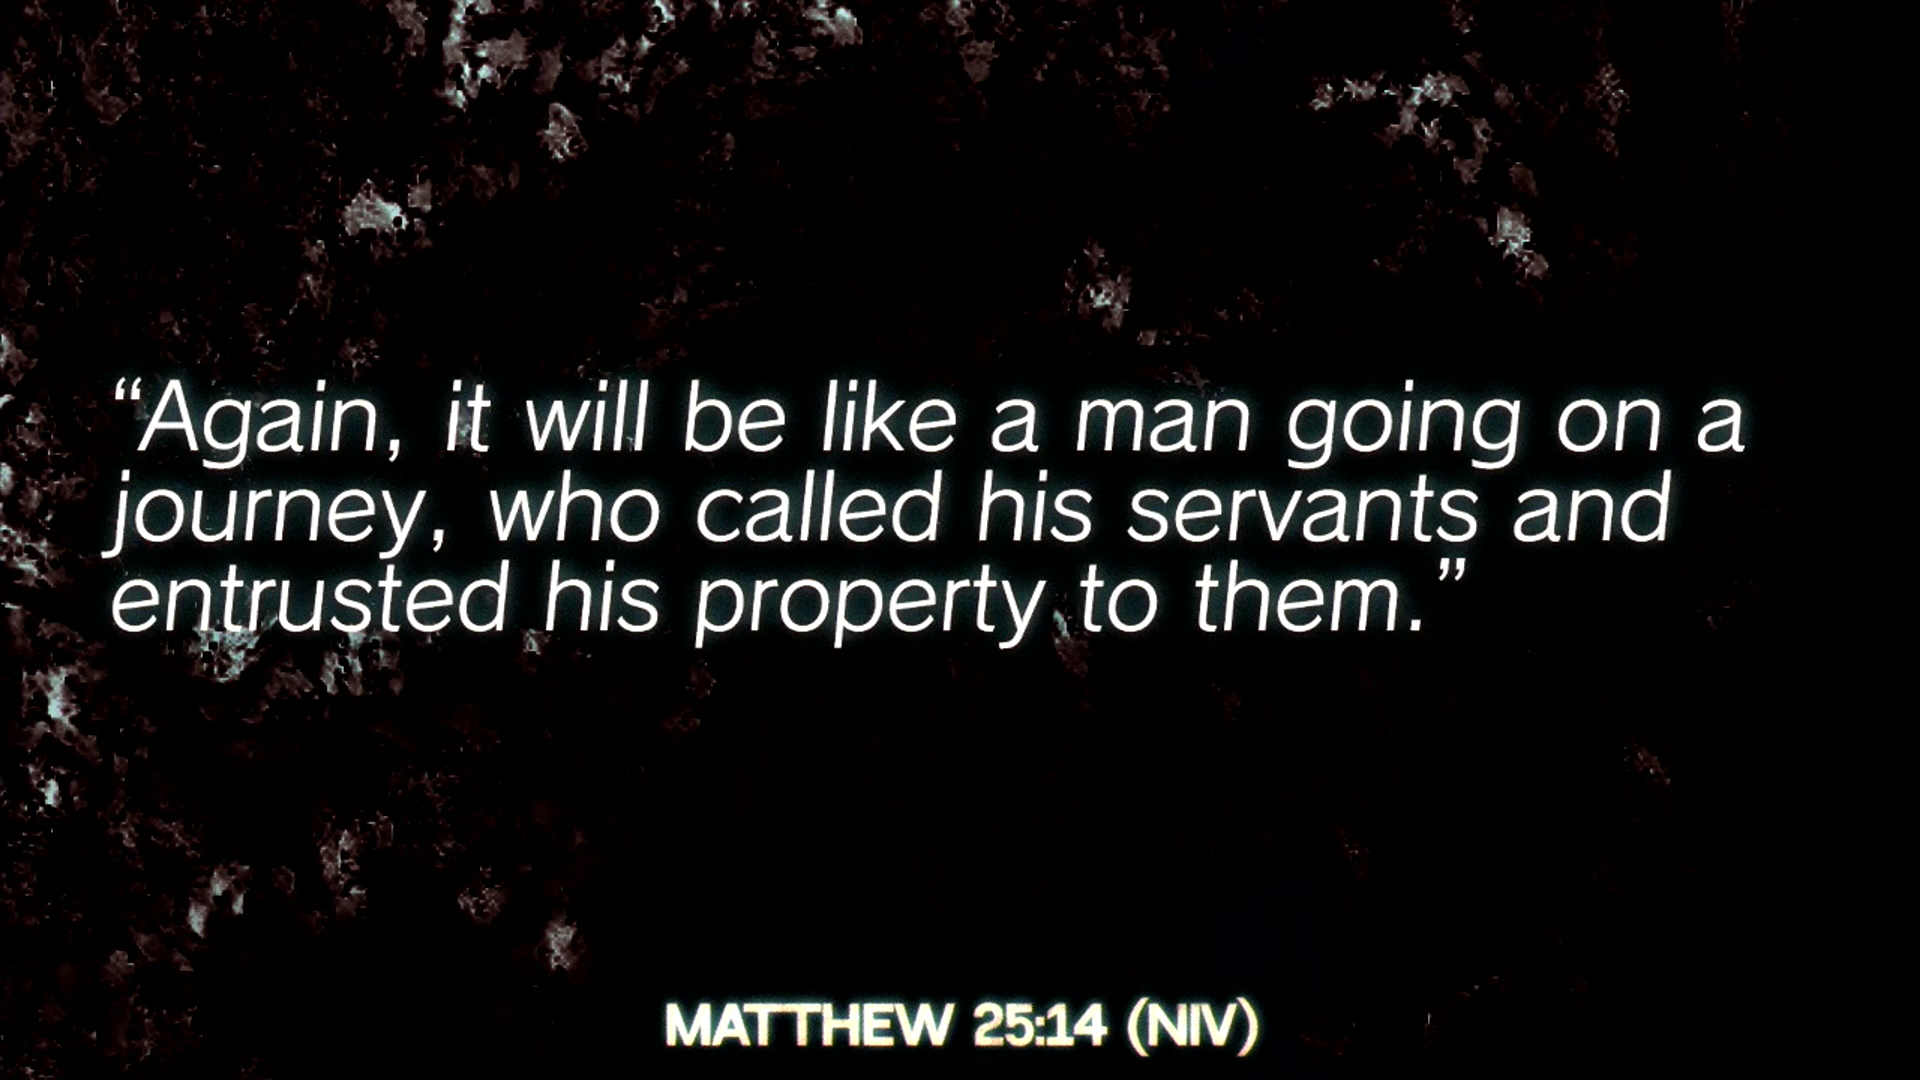 “Again, it will be like a man going on a
journey, who called his servants and
entrusted his property to them.”
MATTHEW 25:14 (NIV)